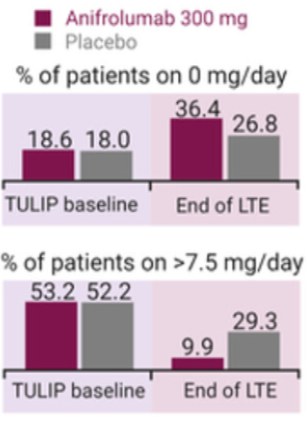 Anifrolumab 300 mg
Placebo
% of patients on 0 mg/day
18.6 18.0 36.4 26.8
TULIP baseline End of LTE
% of patients on >7.5 mg/day
53.2 52.2 9.9 29.3
TULIP baseline End of LTE